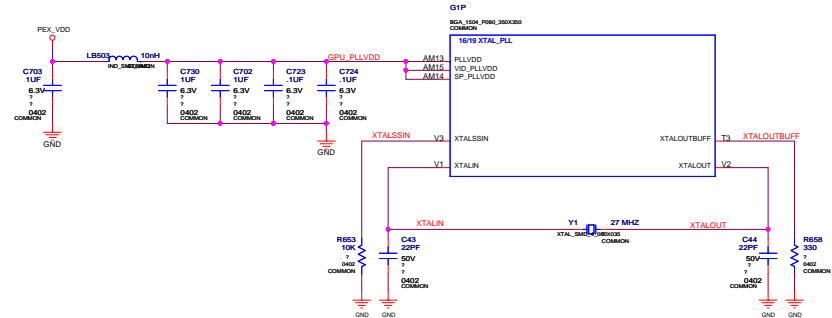 G1P
BGA_1504_P080_350X350
COMMON
16/19 XTAL_PLL
PEX_VDD
LB503 10nH
COMMON
GPU_PLLVDD
AM13 PLLVDD
AM15 VID_PLLVDD
AM14 SP_PLLVDD
C703
1UF
6.3V
?
?
0402
COMMON
GND
C730
1UF
6.3V
?
?
0402
COMMON
C702
1UF
6.3V
?
?
0402
COMMON
C723
.1UF
6.3V
?
?
0402
COMMON
C724
.1UF
6.3V
?
?
0402
COMMON
GND
XTALSSIN V3 XTALSSIN
XTALOUTBUFF T3 XTALOUTBUFF
V1 XTALIN
XTALOUT V2
XTALIN
Y1 27 MHZ
COMMON
XTALOUT
R653
10K
?
0402
COMMON
GND
C43
22PF
50V
?
?
0402
COMMON
GND
C44
22PF
50V
?
?
0402
COMMON
GND
R658
330
?
0402
COMMON
GND